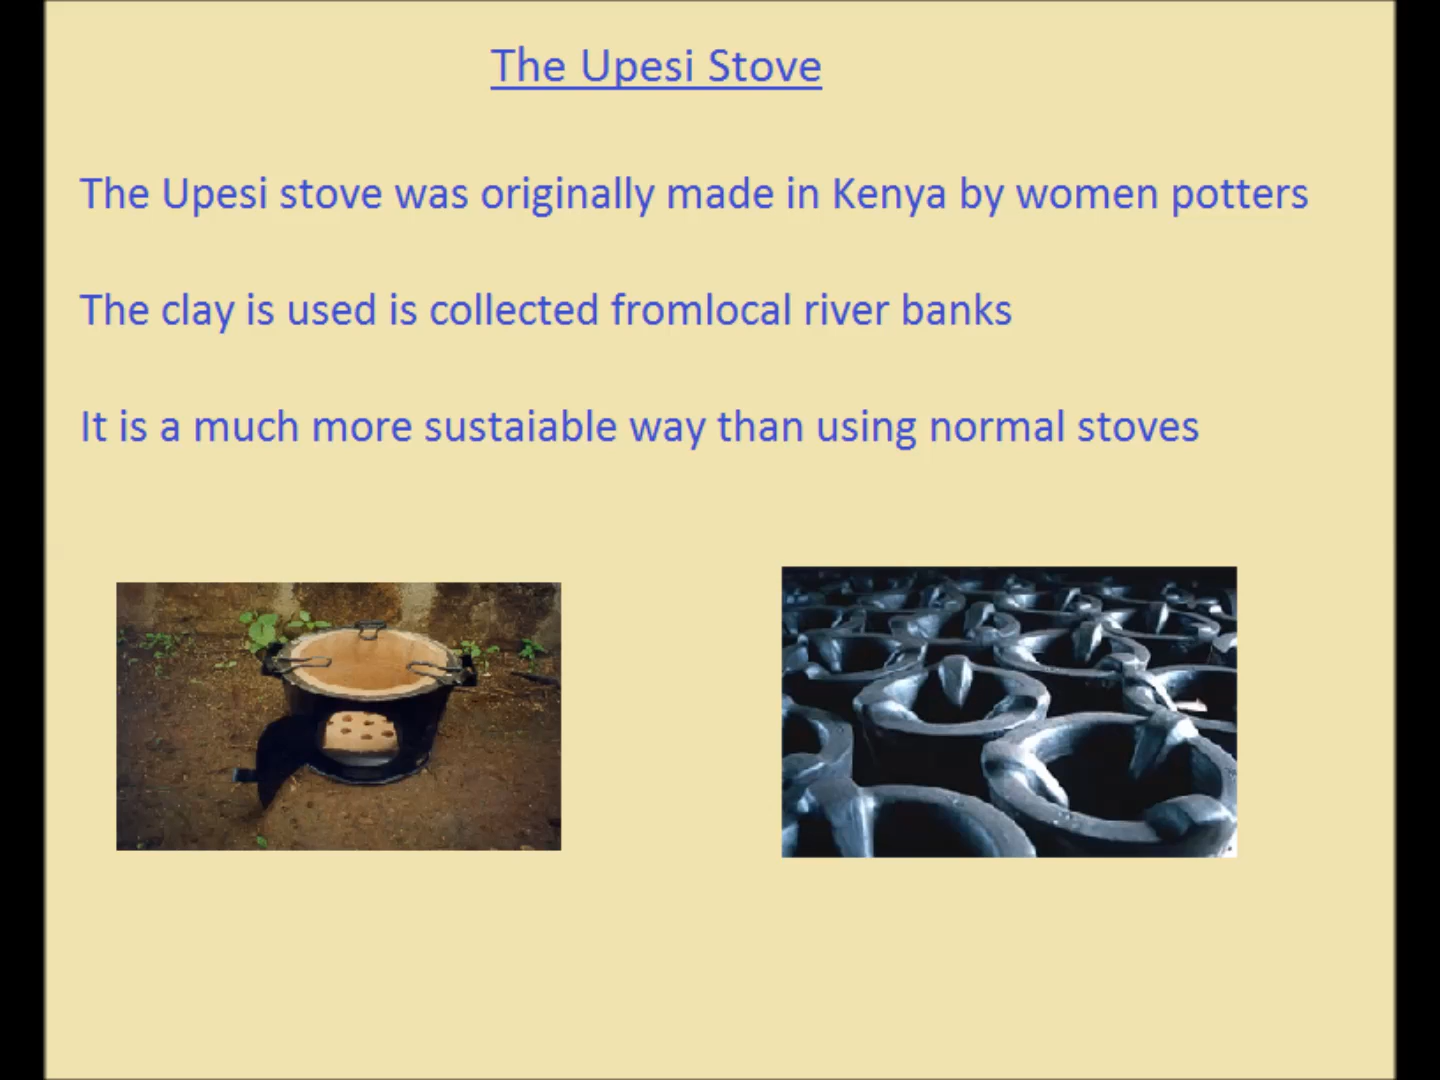 The Upesi Stove
The Upesi stove was originally made in Kenya by women potters
The clay is used is collected fromlocal river banks
It is a much more sustaiable way than using normal stoves